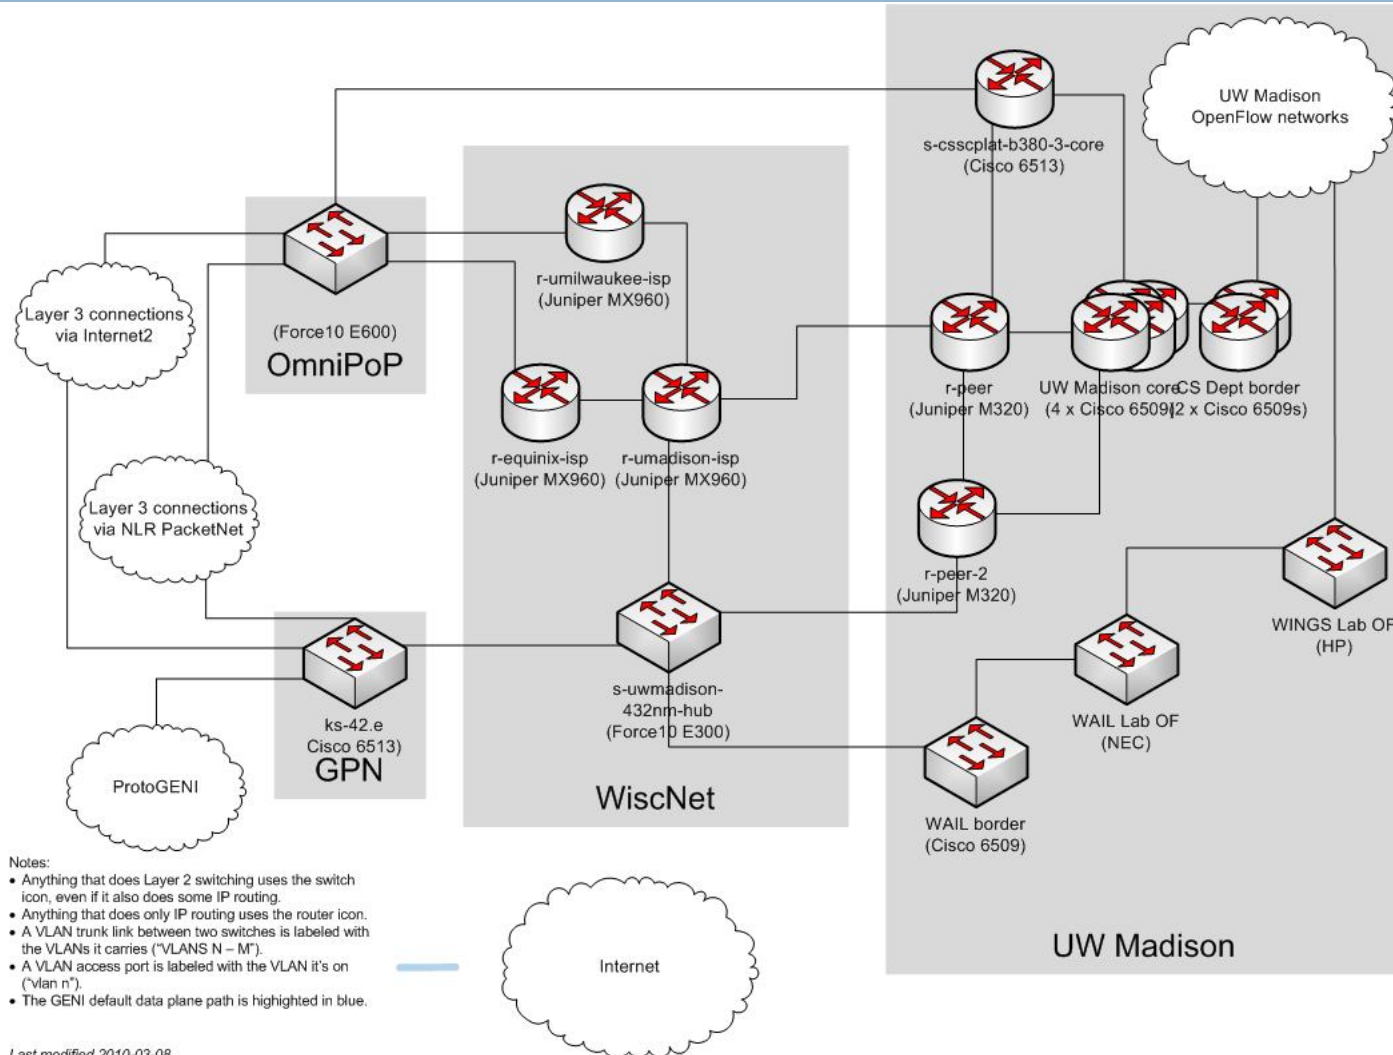 UW Madison
OpenFlow networks
s-csscplat-b380-3-core
(Cisco 6513)
r-umilwaukee-isp
(Juniper MX960)
Layer 3 connections
via Internet2
(Force10 E600)
OmniPoP
r-peer
(Juniper M320)
UW Madison core
(4 x Cisco 6509
CS Dept border
(2 x Cisco 6509s)
r-equinix-isp
(Juniper MX960)
r-umadison-isp
(Juniper MX960)
Layer 3 connections
via NLR PacketNet
r-peer-2
(Juniper M320)
WINGS Lab OF
(HP)
s-uwmadison-
432nm-hub
(Force10 E300)
ks-42.e
Cisco 6513)
GPN
WAIL Lab OF
(NEC)
ProtoGENI
WiscNet
WAIL border
(Cisco 6509)
Notes:
• Anything that does Layer 2 switching uses the switch
icon, even if it also does some IP routing.
• Anything that does only IP routing uses the router icon.
• A VLAN trunk link between two switches is labeled with
the VLANs it carries ("VLANS N – M").
• A VLAN access port is labeled with the VLAN it's on
("vlan n").
• The GENI default data plane path is highighted in blue.
Internet
UW Madison
Last modified 2010-03-08